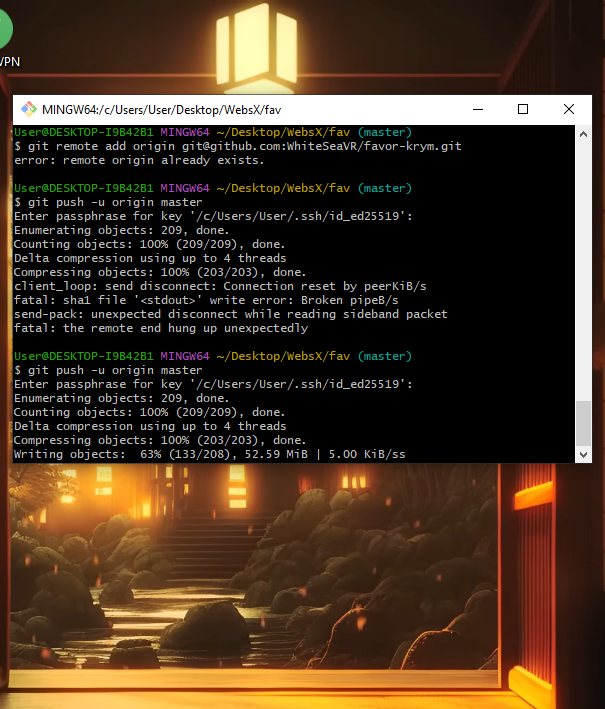 VPN
MINGW64:/c/Users/User/Desktop/WebsX/fav
User@DESKTOP-I9B42B1 MINGW64 ~/Desktop/WebsX/fav (master)
$ git remote add origin git@github.com:WhiteSeaVR/favor-krym.git
error: remote origin already exists.
User@DESKTOP-I9B42B1 MINGW64 ~/Desktop/WebsX/fav (master)
$ git push -u origin master
Enter passphrase for key '/c/Users/User/.ssh/id_ed25519':
Enumerating objects: 209, done.
Counting objects: 100% (209/209), done.
Delta compression using up to 4 threads
Compressing objects: 100% (203/203), done.
client_loop: send disconnect: Connection reset by peerKiB/s
fatal: sha1 file '<stdout>' write error: Broken pipeB/s
send-pack: unexpected disconnect while reading sideband packet
fatal: the remote end hung up unexpectedly
User@DESKTOP-I9B42B1 MINGW64 ~/Desktop/WebsX/fav (master)
$ git push -u origin master
Enter passphrase for key '/c/Users/User/.ssh/id_ed25519':
Enumerating objects: 209, done.
Counting objects: 100% (209/209), done.
Delta compression using up to 4 threads
Compressing objects: 100% (203/203), done.
Writing objects:  63% (133/208), 52.59 MiB | 5.00 KiB/ss